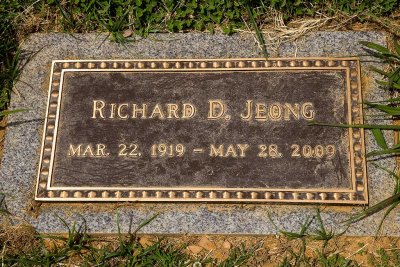 RICHARD D. JEONG
MAR. 22, 1919 – MAY 28, 2009